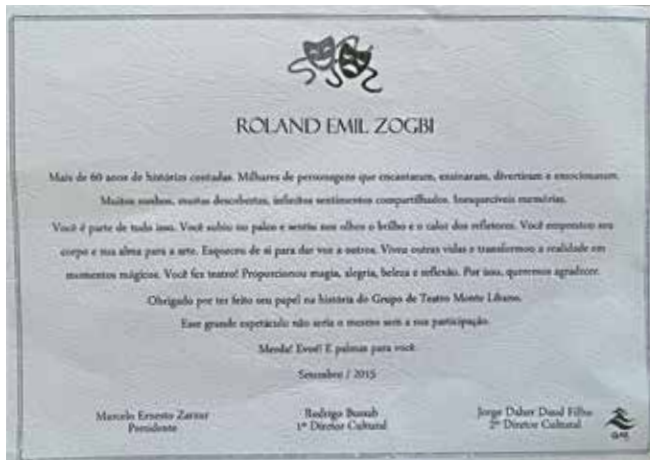 ROLAND EMIL ZOGBI
Mais de 60 anos de histórias contadas. Milhares de personagens que encantaram, ensinaram, divertiram e emocionaram.
Muitos sonhos, muitas descobertas, infinitos sentimentos compartilhados. Inesquecíveis memórias.
Você é parte de tudo isso. Você subiu no palco e sentiu nos olhos o brilho e o calor dos refletores. Você emprestou seu
corpo e sua alma para a arte. Esqueceu de si para dar voz a outros. Viveu outras vidas e transformou a realidade em
momentos mágicos. Você fez teatro! Proporcionou magia, alegria, beleza e reflexão. Por isso, queremos agradecer.
Obrigado por ter feito seu papel na história do Grupo de Teatro Monte Líbano.
Esse grande espetáculo não seria o mesmo sem a sua participação.
Merda! Evoé! E palmas para você.
Setembro / 2015
Marcelo Ernesto Zarzur
Presidente
Rodrigo Bussab
1º Diretor Cultural
Jorge Daher Daud Filho
2º Diretor Cultural